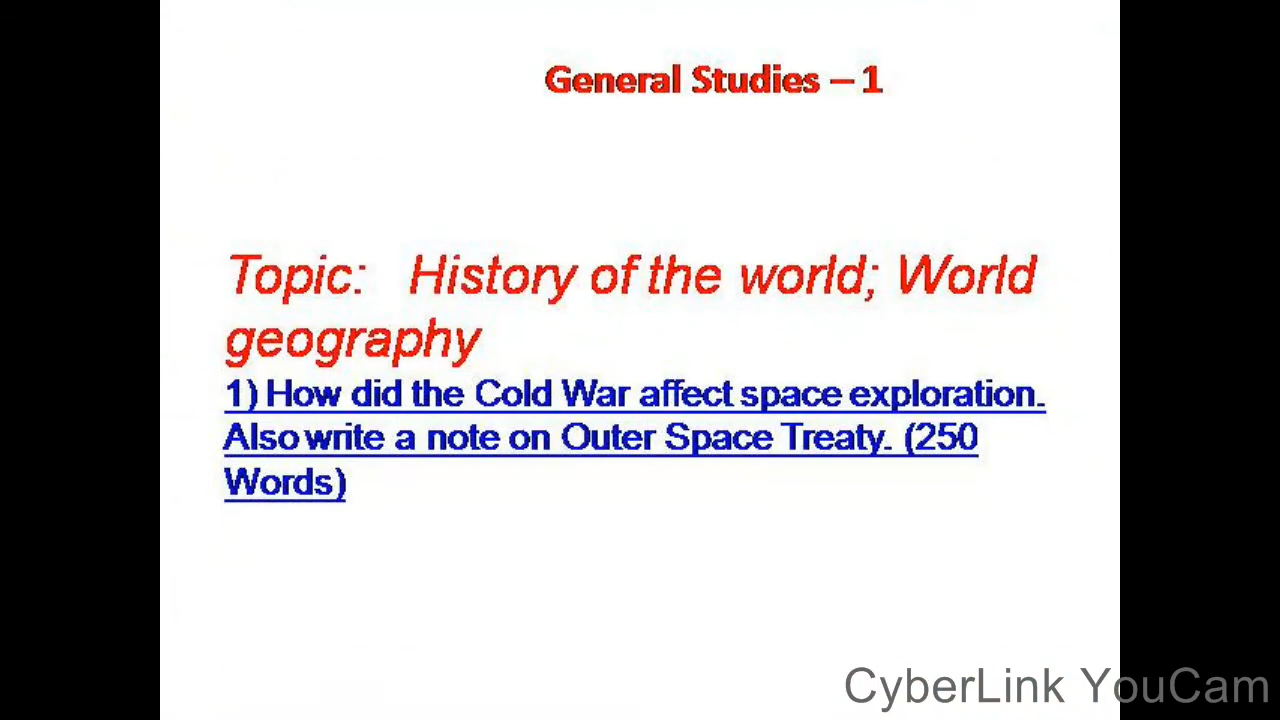 General Studies – 1
Topic: History of the world; World
geography
1) How did the Cold War affect space exploration.
Also write a note on Outer Space Treaty. (250
Words)
CyberLink YouCam